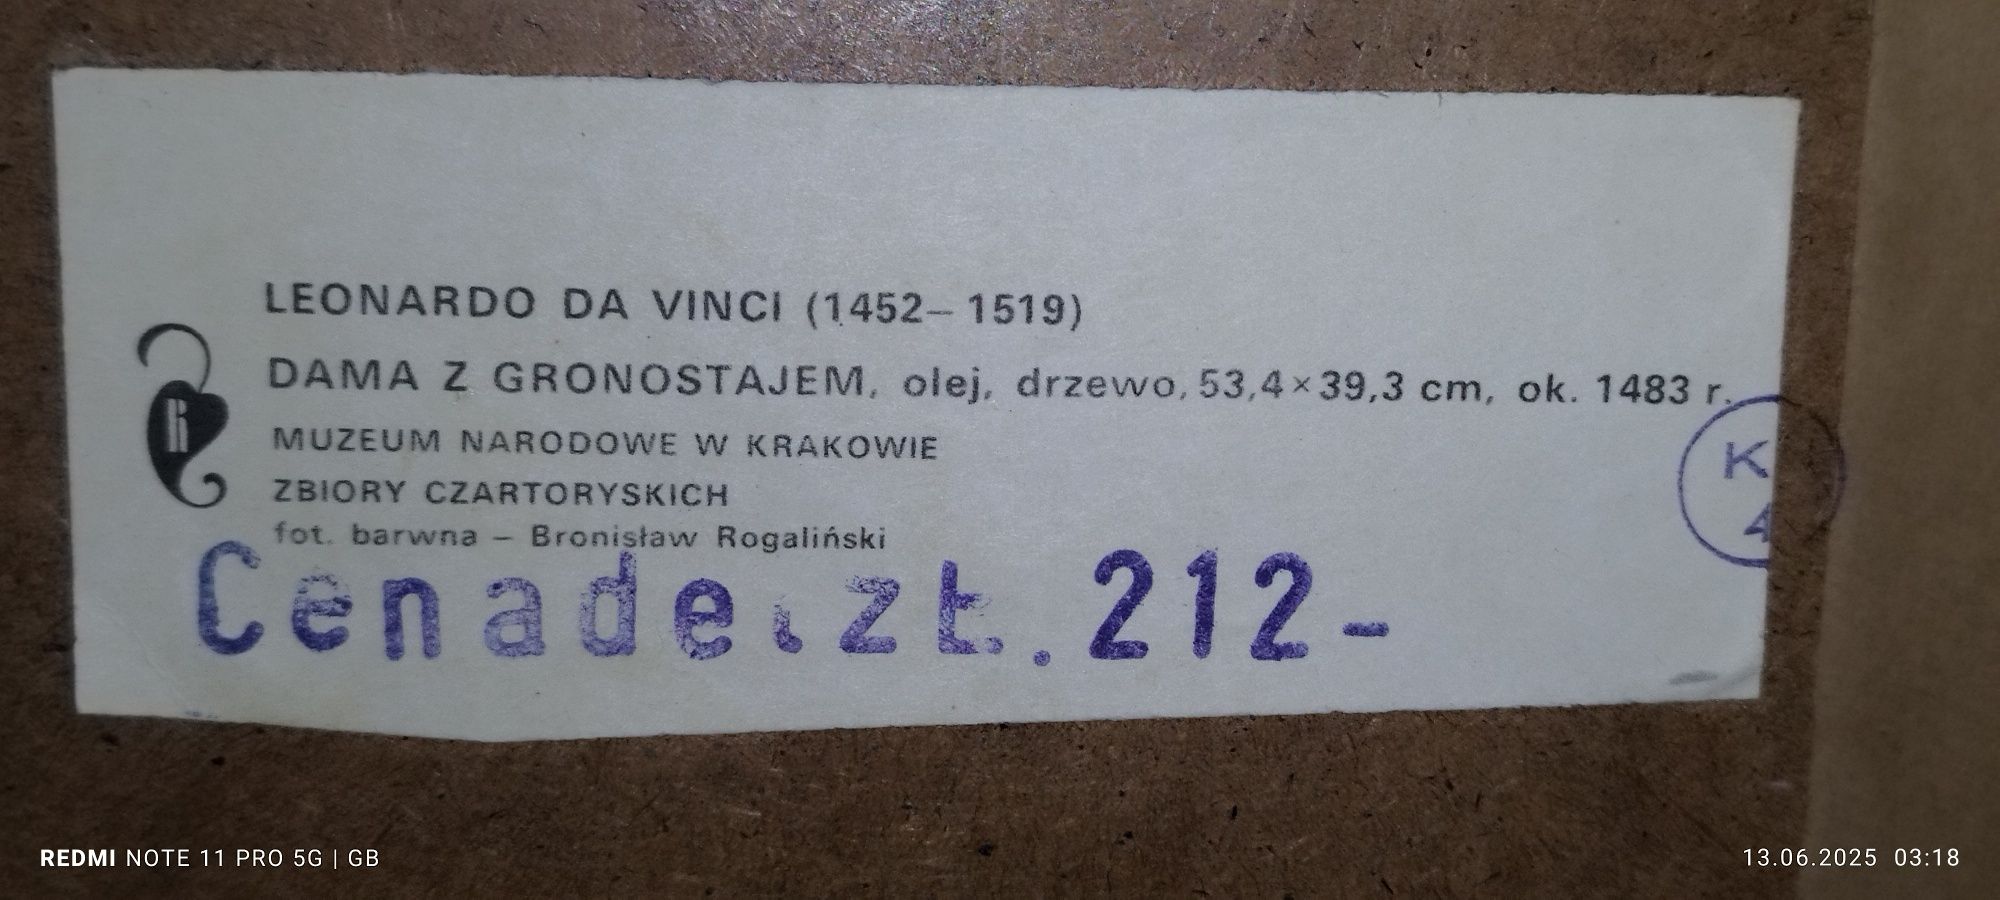 LEONARDO DA VINCI (1452–1519)
DAMA Z GRONOSTAJEM, olej, drzewo, 53,4×39,3 cm, ok. 1483 r.
MUZEUM NARODOWE W KRAKOWIE
ZBIORY CZARTORYSKICH
fot. barwna – Bronisław Rogaliński
Cena det. zł. 212-
K
4
REDMI NOTE 11 PRO 5G | GB
13.06.2025 03:18